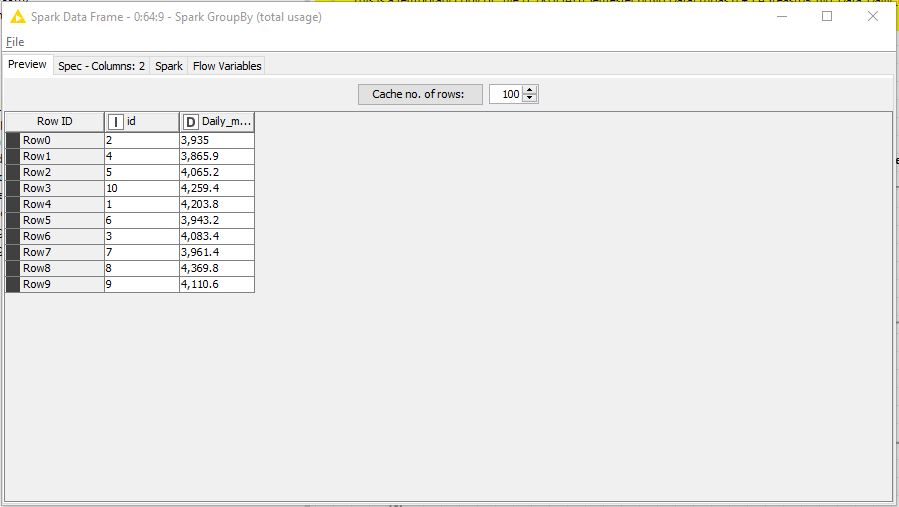 Spark Data Frame - 0:64:9 - Spark GroupBy (total usage)
File
Preview Spec - Columns: 2 Spark Flow Variables
Cache no. of rows: 100
Row ID I id D Daily_m...
Row0 2 3,935
Row1 4 3,865.9
Row2 5 4,065.2
Row3 10 4,259.4
Row4 1 4,203.8
Row5 6 3,943.2
Row6 3 4,083.4
Row7 7 3,961.4
Row8 8 4,369.8
Row9 9 4,110.6